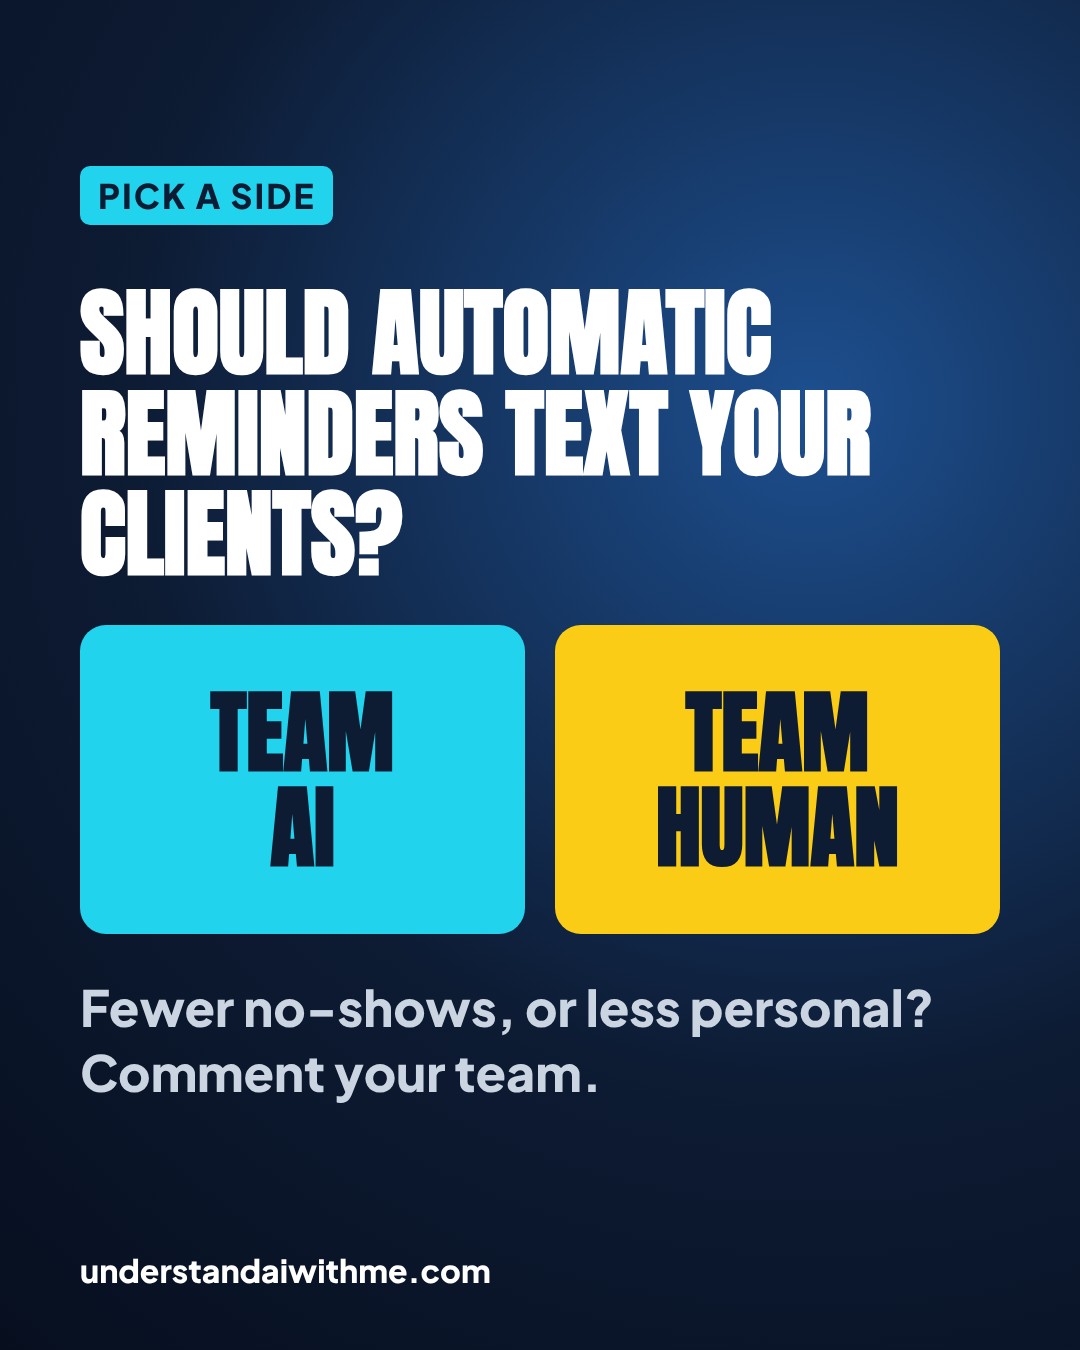 PICK A SIDE
SHOULD AUTOMATIC
REMINDERS TEXT YOUR
CLIENTS?
TEAM
AI
TEAM
HUMAN
Fewer no-shows, or less personal?
Comment your team.
understandaiwithme.com